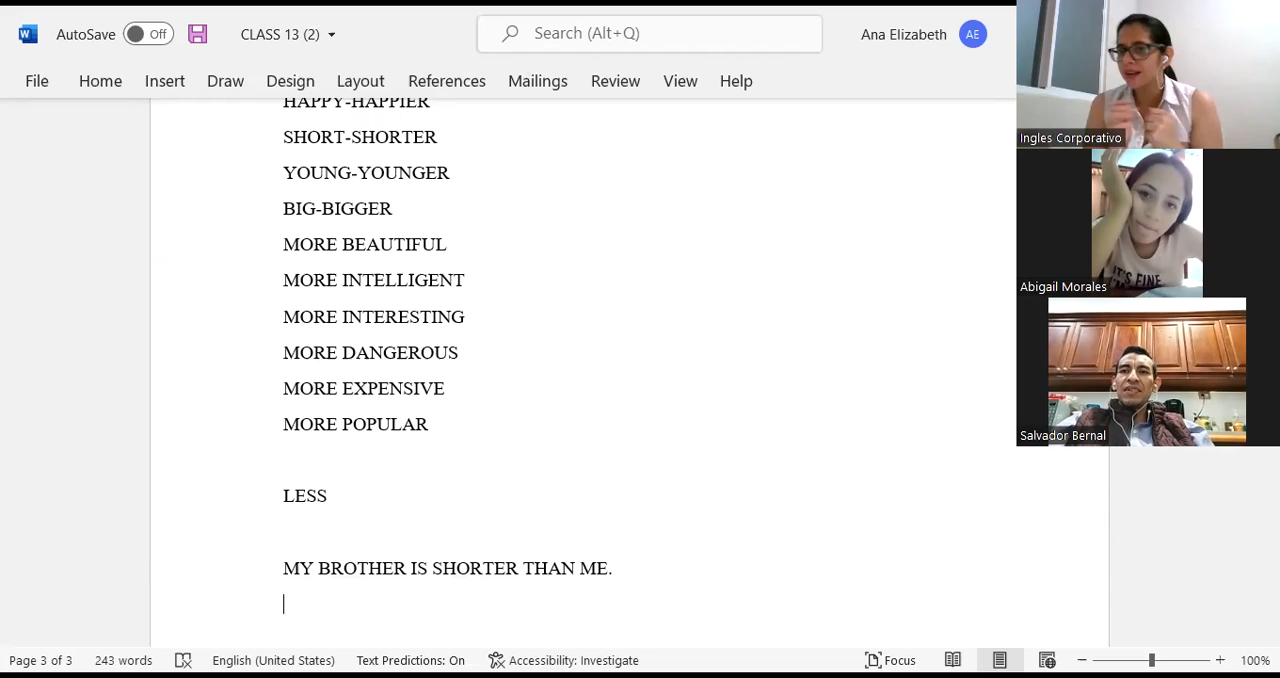 AutoSave Off CLASS 13 (2) Search (Alt+Q) Ana Elizabeth AE
File Home Insert Draw Design Layout References Mailings Review View Help
HAPPY-HAPPIER
SHORT-SHORTER
YOUNG-YOUNGER
BIG-BIGGER
MORE BEAUTIFUL
MORE INTELLIGENT
MORE INTERESTING
MORE DANGEROUS
MORE EXPENSIVE
MORE POPULAR
LESS
MY BROTHER IS SHORTER THAN ME.
Page 3 of 3 243 words English (United States) Text Predictions: On Accessibility: Investigate Focus 100%
Ingles Corporativo
IT'S FINE
Abigail Morales
Salvador Bernal